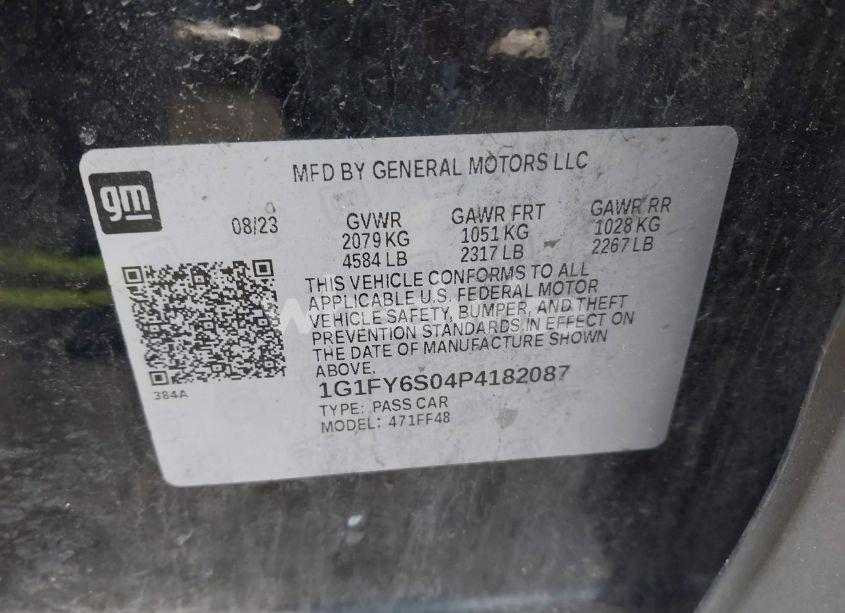 MFD BY GENERAL MOTORS LLC
gm
08/23
GVWR GAWR FRT GAWR RR
2079 KG 1051 KG 1028 KG
4584 LB 2317 LB 2267 LB
THIS VEHICLE CONFORMS TO ALL
APPLICABLE U.S. FEDERAL MOTOR
VEHICLE SAFETY, BUMPER, AND THEFT
PREVENTION STANDARDS IN EFFECT ON
THE DATE OF MANUFACTURE SHOWN
ABOVE.
384A
1G1FY6S04P4182087
TYPE: PASS CAR
MODEL: 471FF48